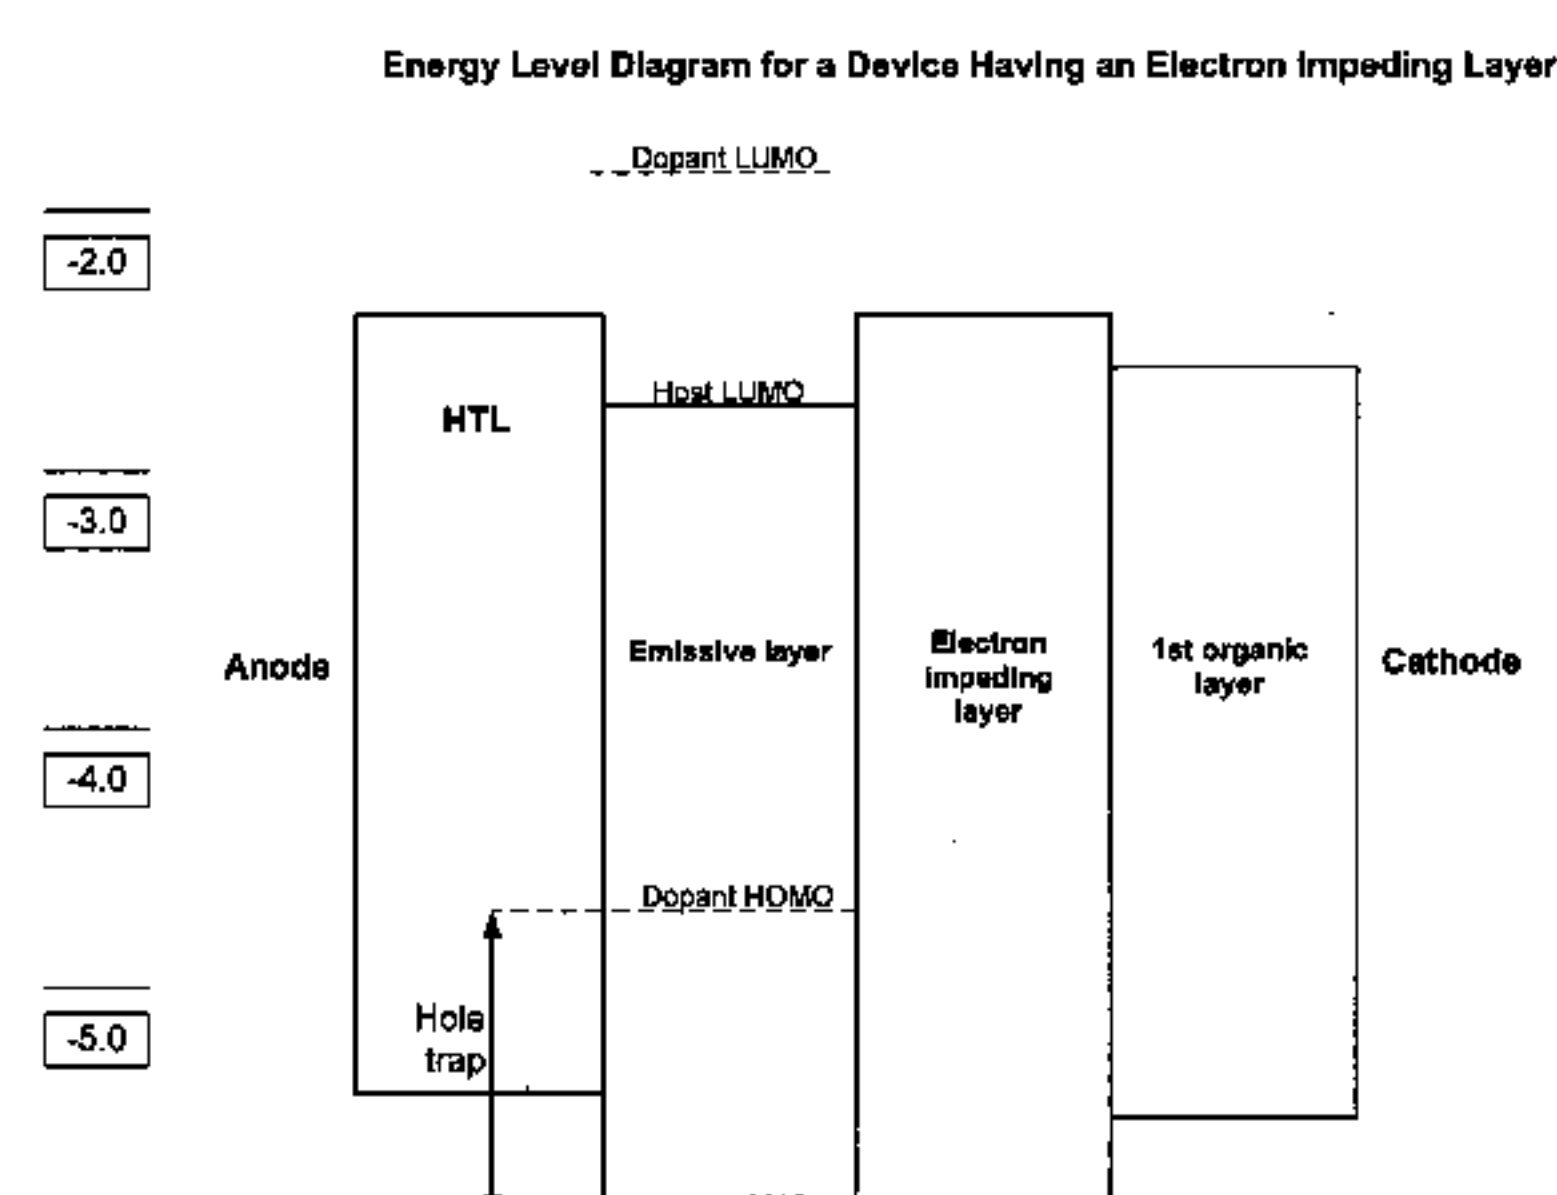 Energy Level Diagram for a Device Having an Electron Impeding Layer
Dopant LUMO
-2.0
Host LUMO
HTL
-3.0
Anode
Emissive layer
Electron
impeding
layer
1st organic
layer
Cathode
-4.0
Dopant HOMO
Hole
trap
-5.0